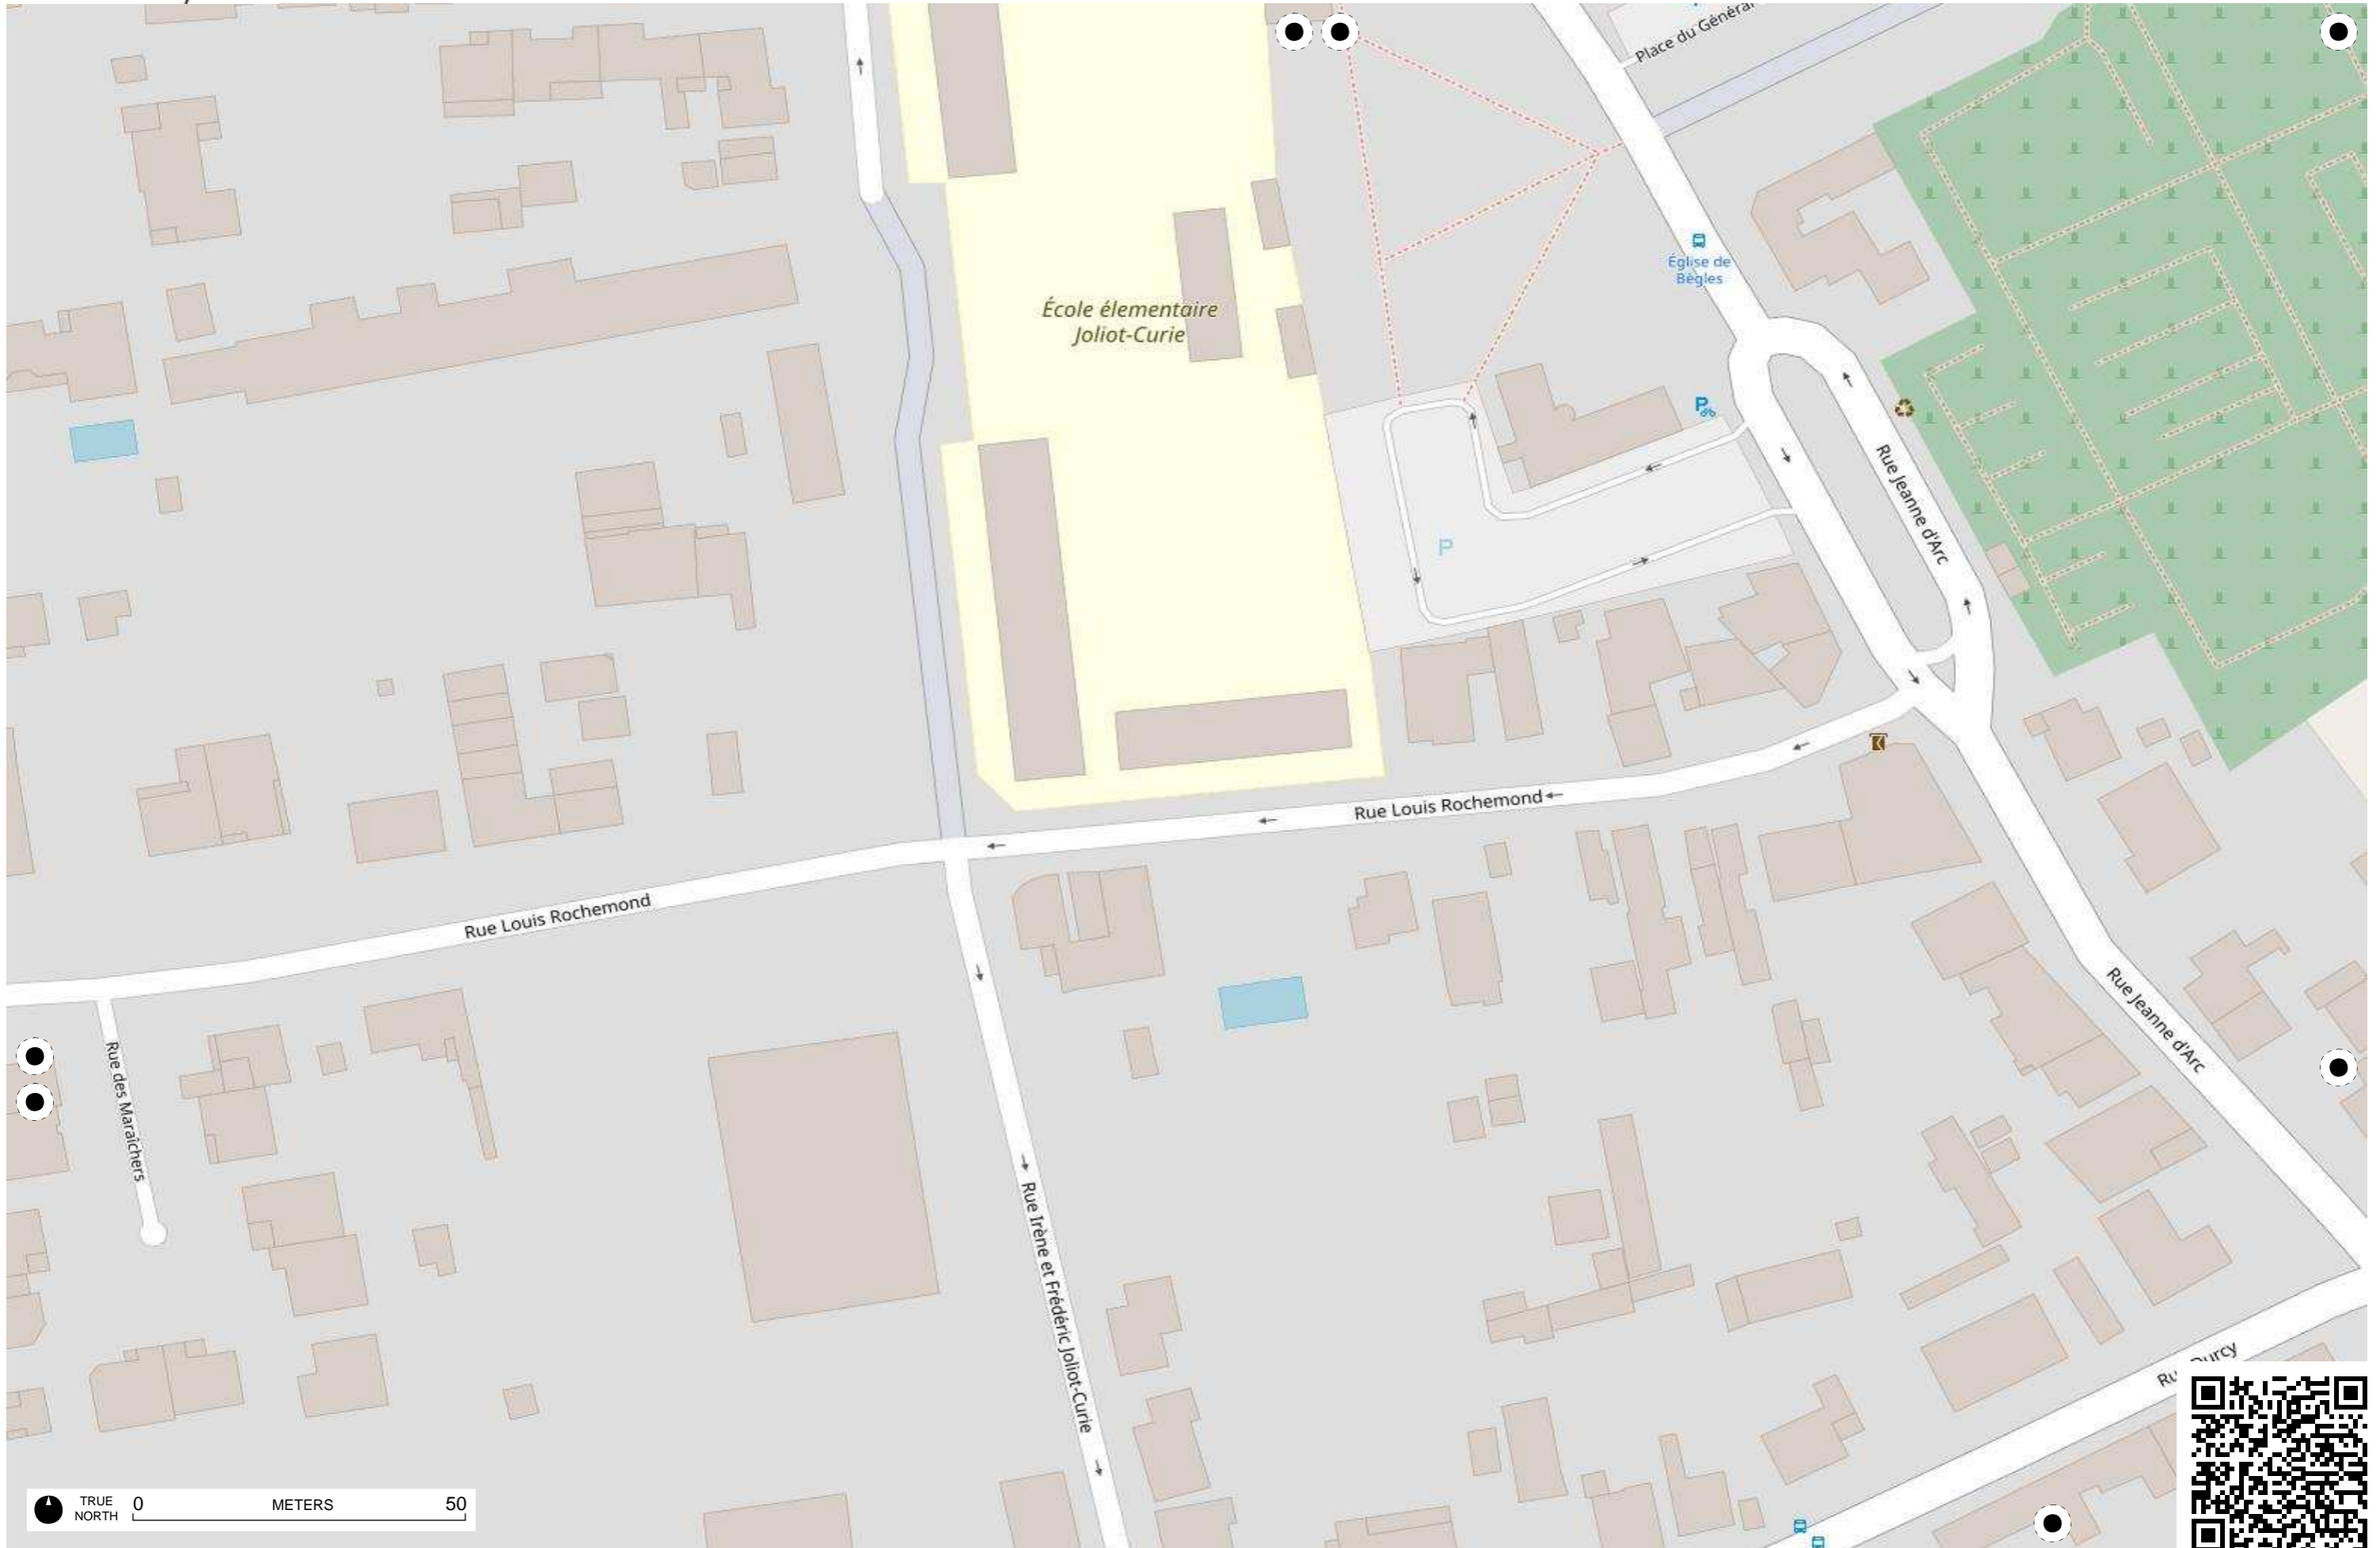 Place du Général
Église de
Bègles
École élementaire
Joliot-Curie
P
Rue Jeanne d'Arc
P
Rue Louis Rochemond
Rue Louis Rochemond
Rue Jeanne d'Arc
Rue des Maraîchers
Rue Irène et Frédéric Joliot-Curie
TRUE
NORTH
0 METERS 50